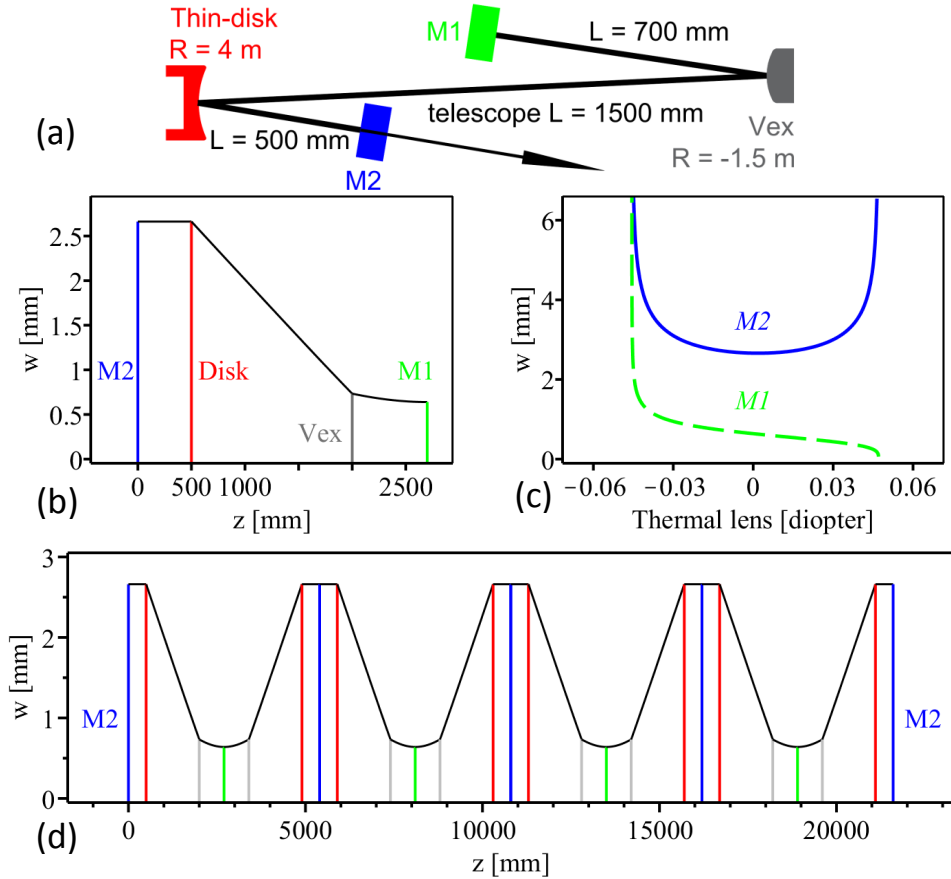 Thin-disk
R = 4 m
M1
L = 700 mm
(a)
L = 500 mm
telescope L = 1500 mm
M2
Vex
R = -1.5 m
2.5
2
1.5
1
0.5
0
w [mm]
M2
Disk
M1
Vex
0
500
1000
2500
z [mm]
(b)
6
4
2
0
w [mm]
M2
M1
−0.06
−0.03
0
0.03
0.06
Thermal lens [diopter]
(c)
3
2
1
0
w [mm]
M2
M2
0
5000
10000
15000
20000
z [mm]
(d)